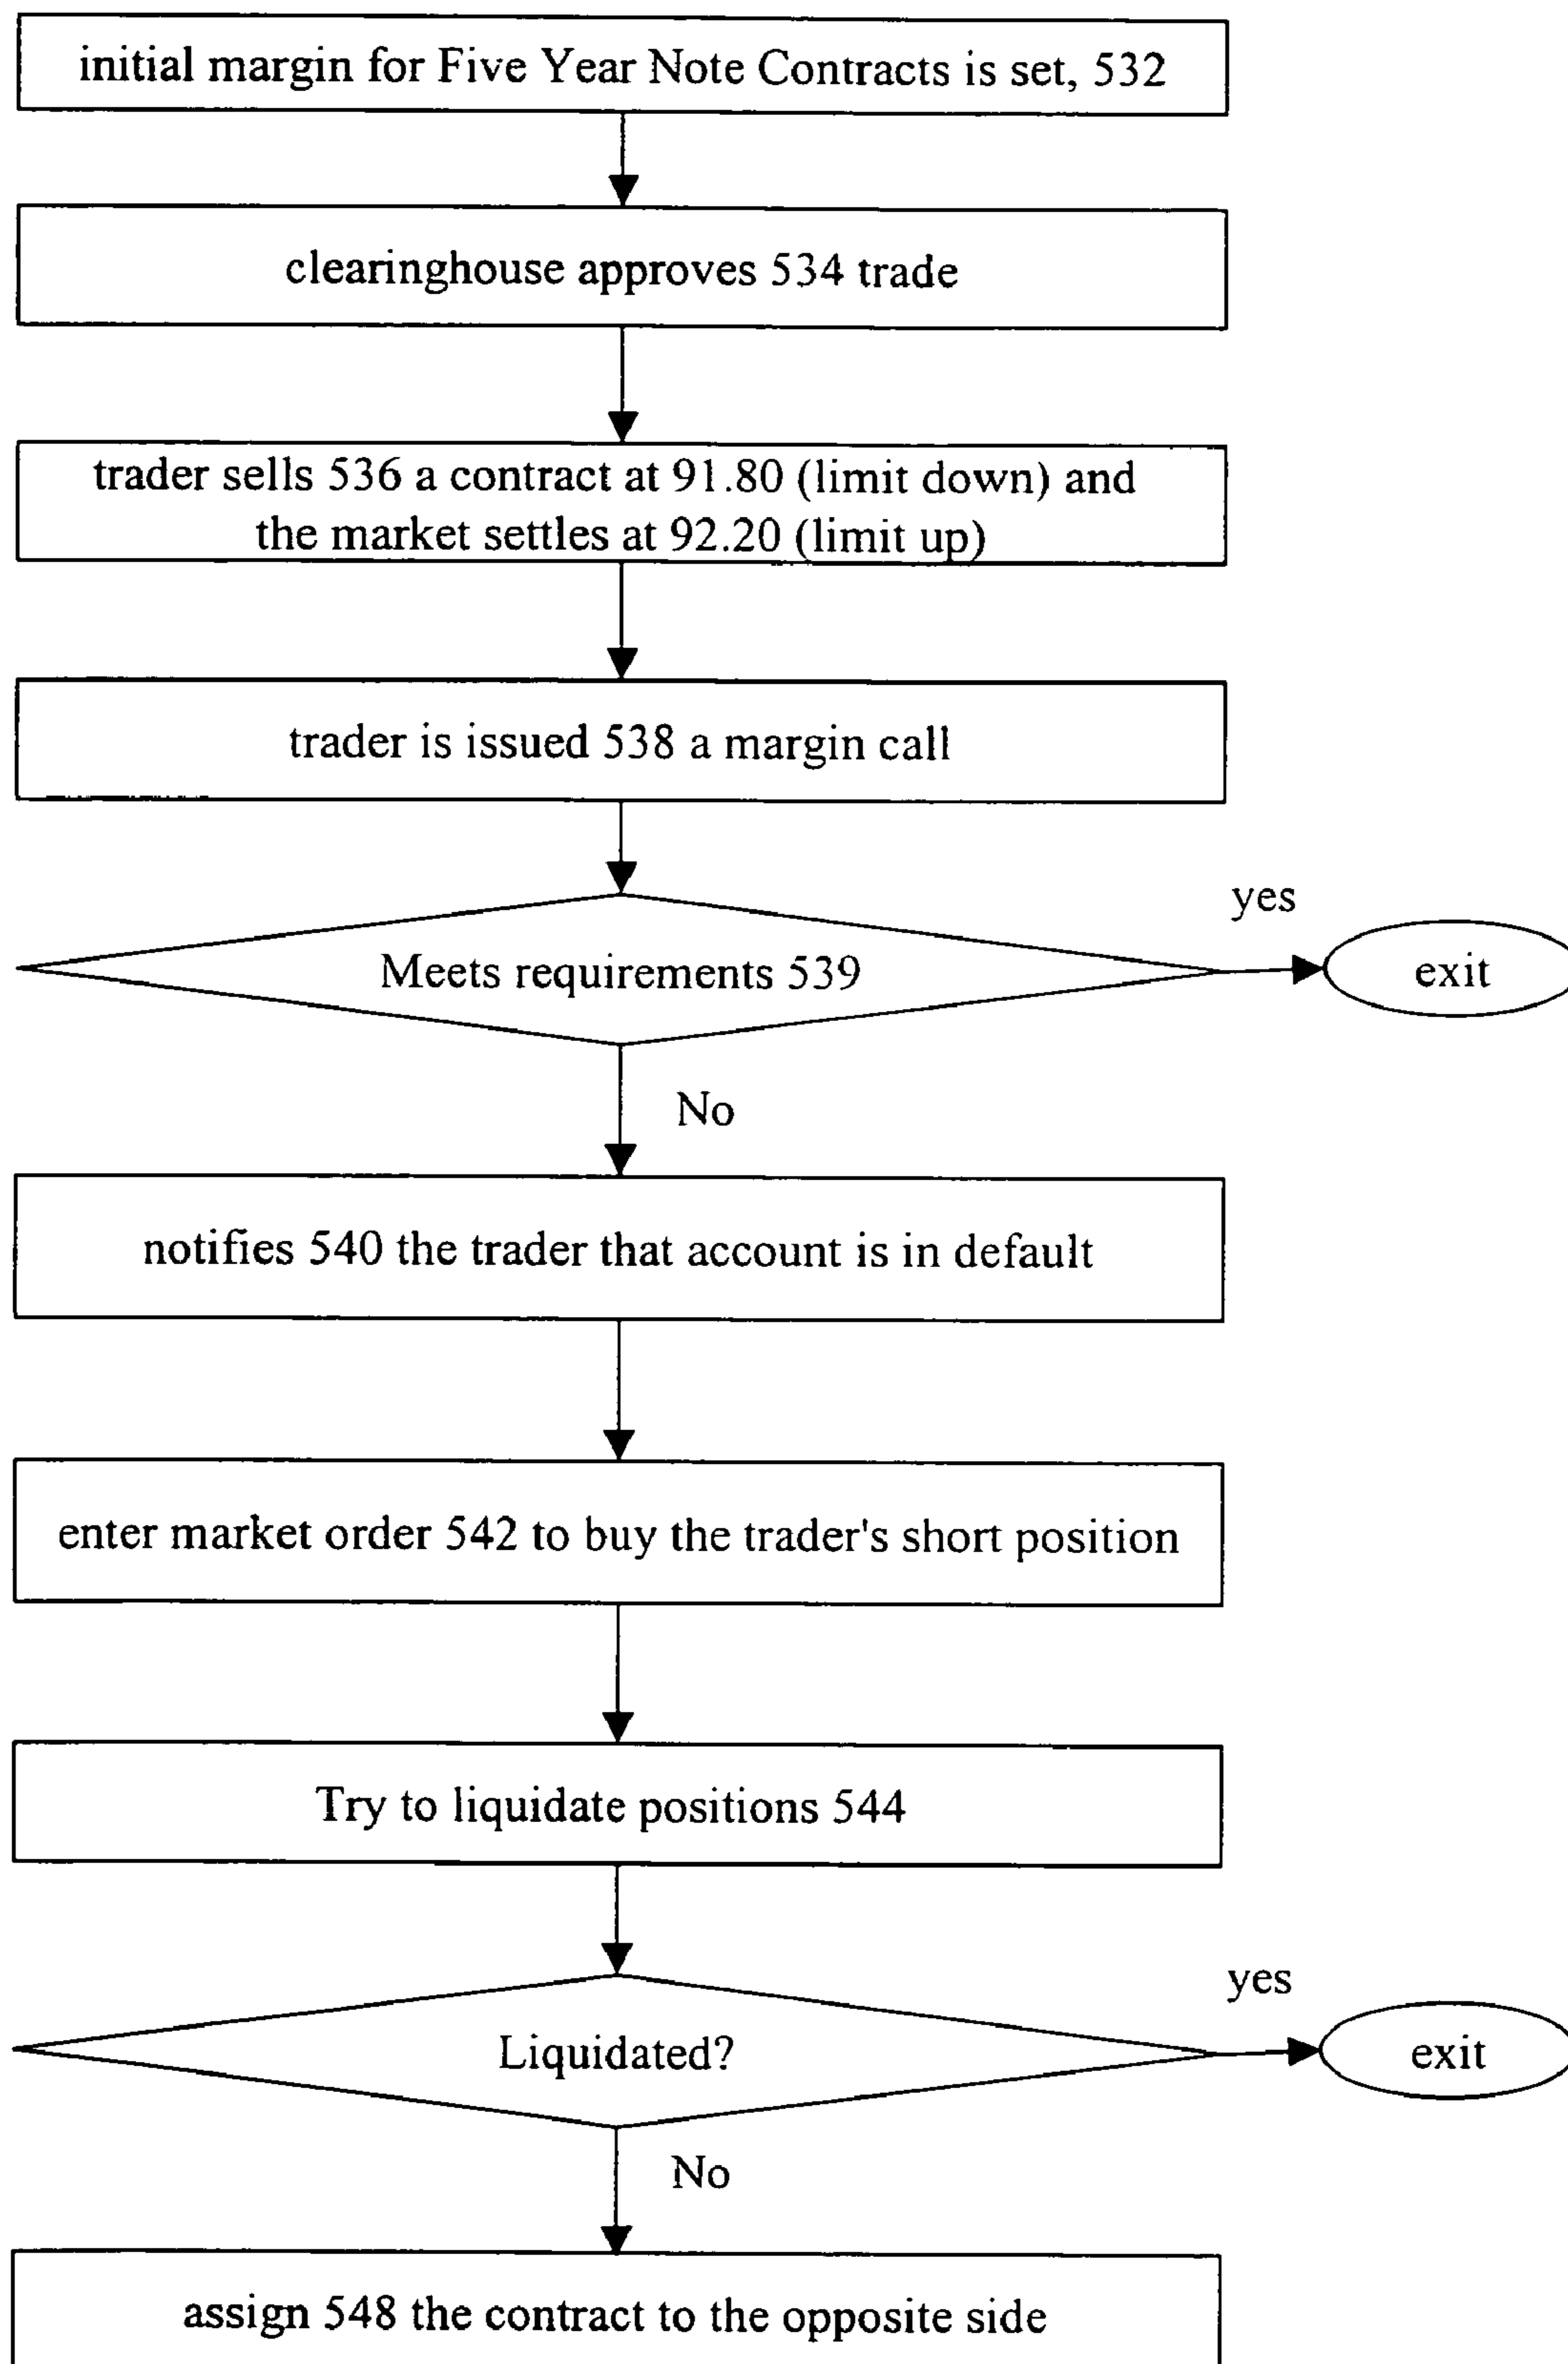 initial margin for Five Year Note Contracts is set, 532
clearinghouse approves 534 trade
trader sells 536 a contract at 91.80 (limit down) and
the market settles at 92.20 (limit up)
trader is issued 538 a margin call
yes
Meets requirements 539
exit
No
notifies 540 the trader that account is in default
enter market order 542 to buy the trader's short position
Try to liquidate positions 544
yes
Liquidated?
exit
No
assign 548 the contract to the opposite side